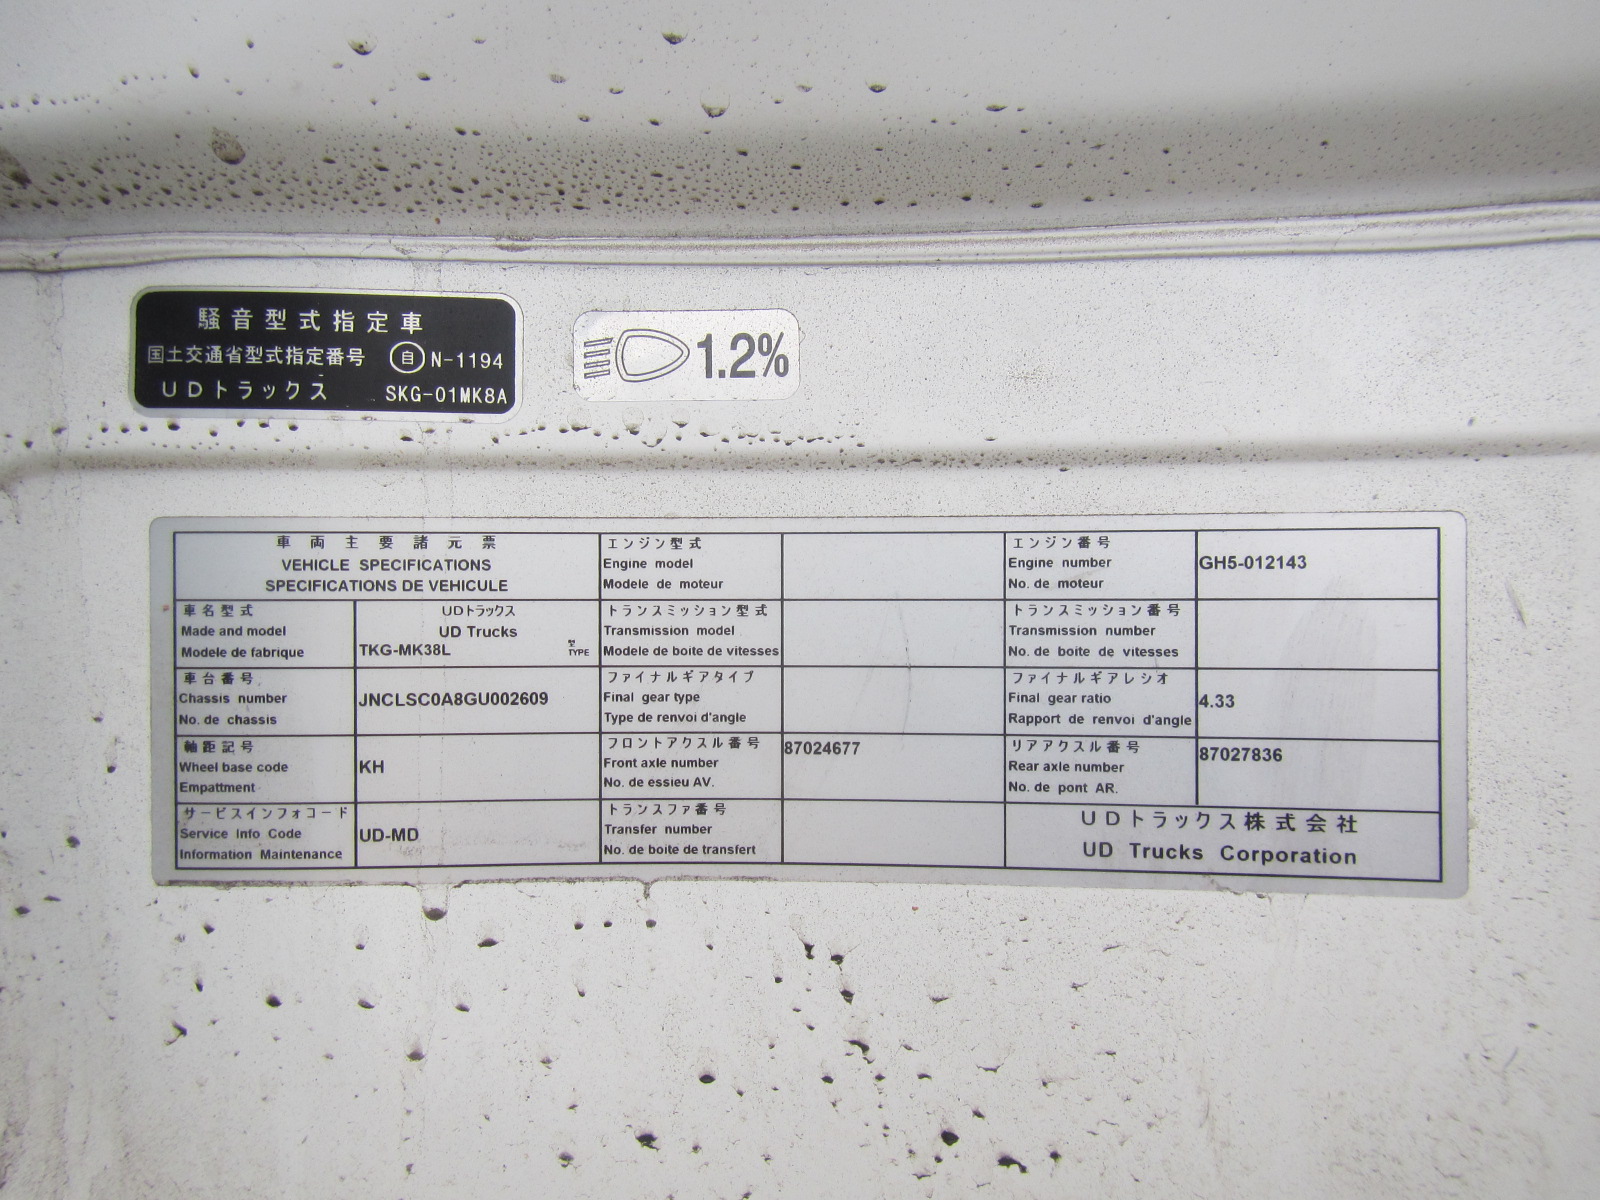 騒音型式指定車
国土交通省型式指定番号 自 N-1194
UDトラックス SKG-01MK8A
1.2%
車両主要諸元票
VEHICLE SPECIFICATIONS
SPECIFICATIONS DE VEHICULE
エンジン型式
Engine model
Modele de moteur
エンジン番号
Engine number
No. de moteur
GH5-012143
車名型式
Made and model
Modele de fabrique
UDトラックス
UD Trucks
TKG-MK38L
型
TYPE
トランスミッション型式
Transmission model
Modele de boite de vitesses
トランスミッション番号
Transmission number
No. de boite de vitesses
車台番号
Chassis number
No. de chassis
JNCLSC0A8GU002609
ファイナルギアタイプ
Final gear type
Type de renvoi d'angle
ファイナルギアレシオ
Final gear ratio
Rapport de renvoi d'angle
4.33
軸距記号
Wheel base code
Empattment
KH
フロントアクスル番号
Front axle number
No. de essieu AV.
87024677
リアアクスル番号
Rear axle number
No. de pont AR.
87027836
サービスインフォコード
Service Info Code
Information Maintenance
UD-MD
トランスファ番号
Transfer number
No. de boite de transfert
UDトラックス株式会社
UD Trucks Corporation